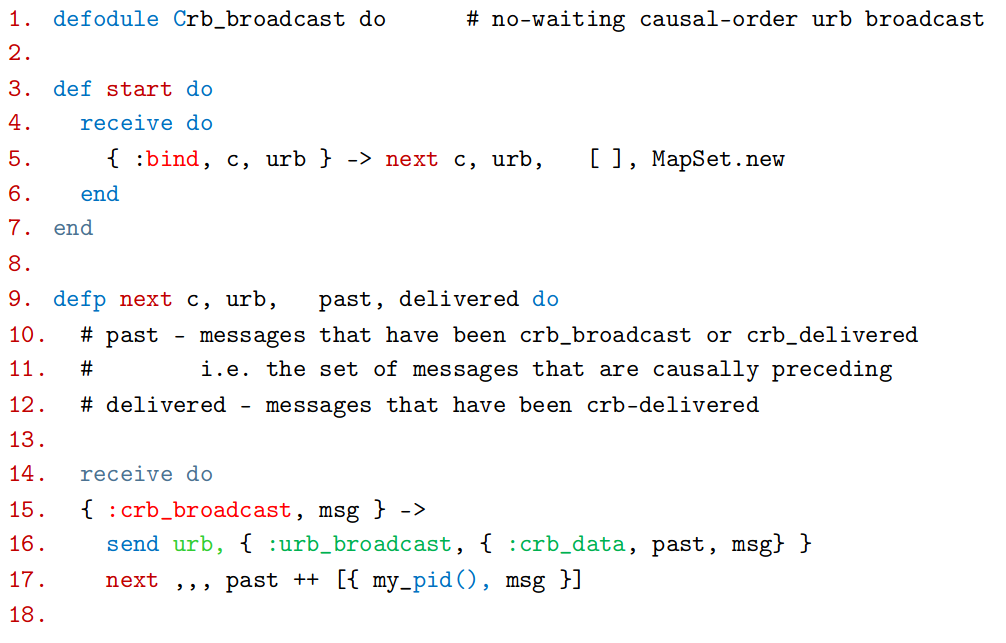 1. defodule Crb_broadcast do # no-waiting causal-order urb broadcast
2.
3. def start do
4. receive do
5. { :bind, c, urb } -> next c, urb, [ ], MapSet.new
6. end
7. end
8.
9. defp next c, urb, past, delivered do
10. # past - messages that have been crb_broadcast or crb_delivered
11. # i.e. the set of messages that are causally preceding
12. # delivered - messages that have been crb-delivered
13.
14. receive do
15. { :crb_broadcast, msg } ->
16. send urb, { :urb_broadcast, { :crb_data, past, msg} }
17. next ,,, past ++ [{ my_pid(), msg }]
18.